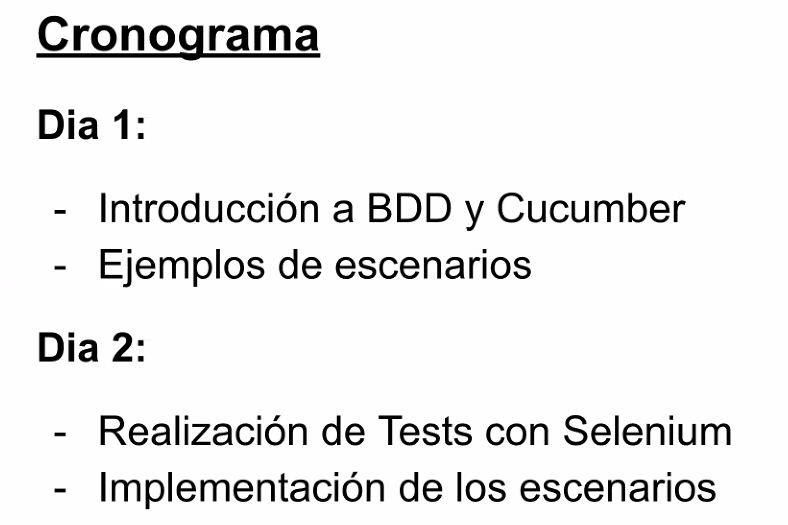 Cronograma
Dia 1:
- Introducción a BDD y Cucumber
- Ejemplos de escenarios
Dia 2:
- Realización de Tests con Selenium
- Implementación de los escenarios